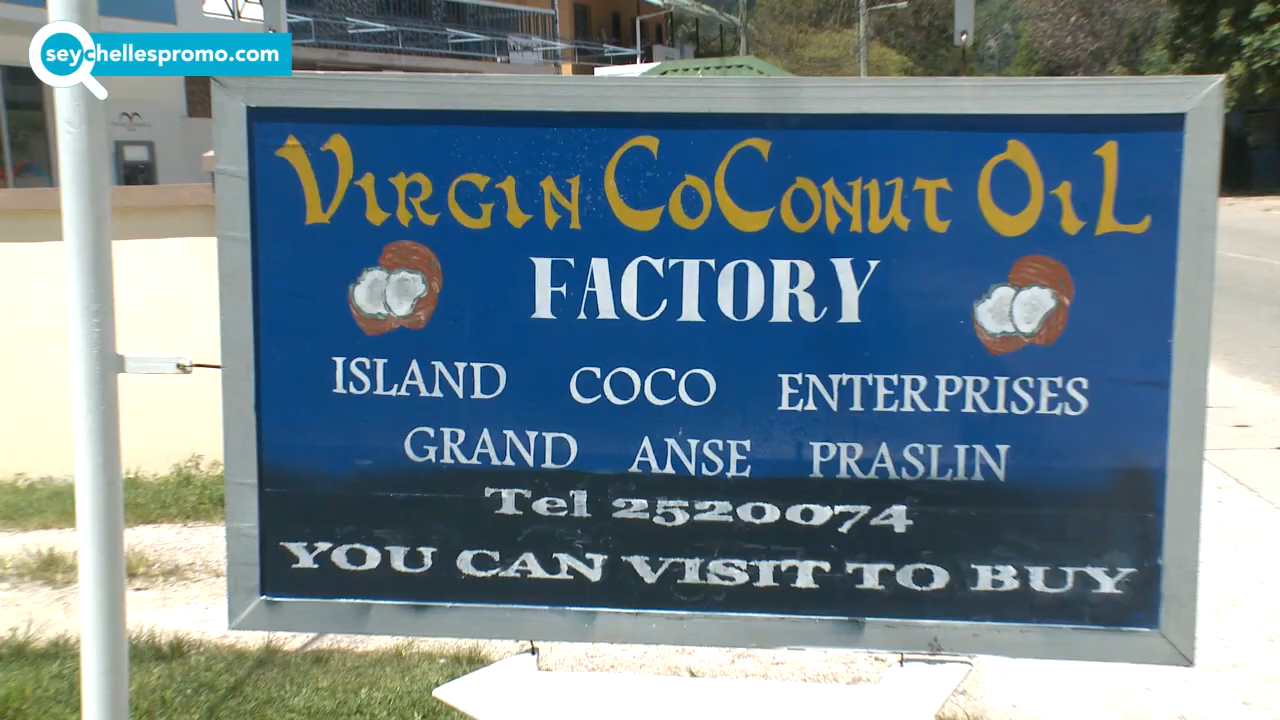 seychellespromo.com
VIRGIN COCONUT OIL
FACTORY
ISLAND COCO ENTERPRISES
GRAND ANSE PRASLIN
Tel 2520074
YOU CAN VISIT TO BUY